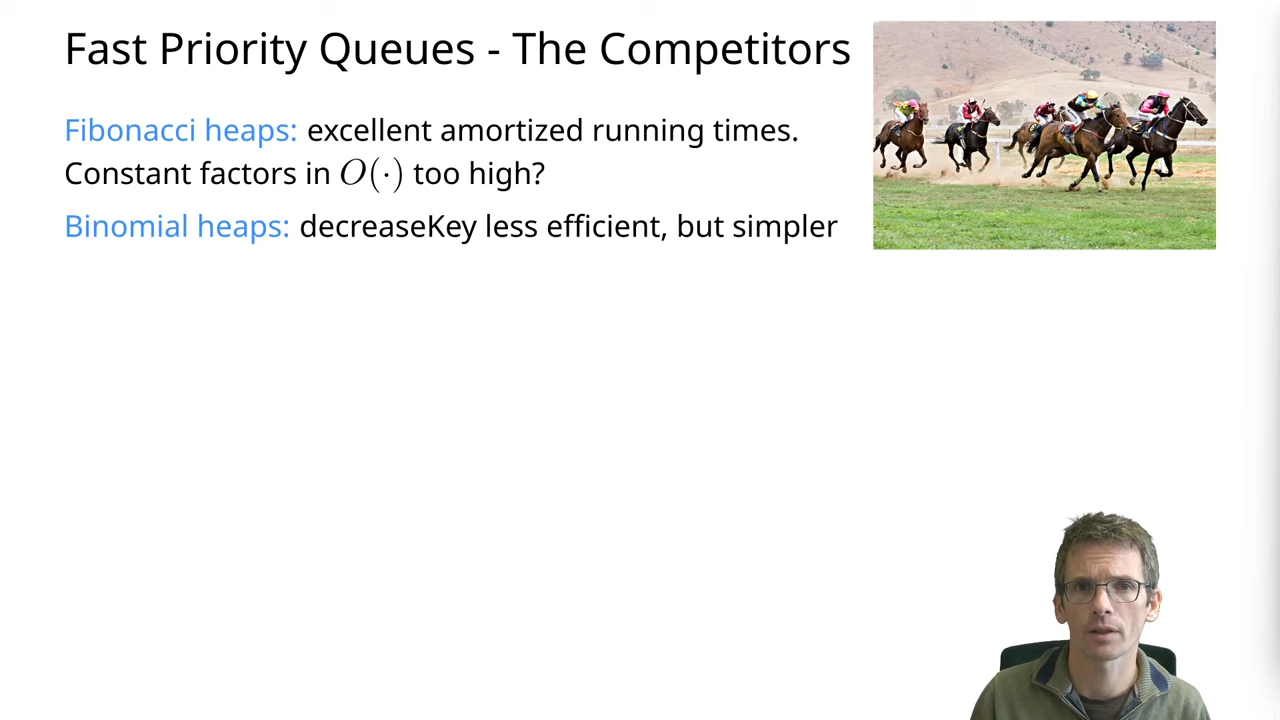 Fast Priority Queues - The Competitors
Fibonacci heaps: excellent amortized running times.
Constant factors in O(·) too high?
Binomial heaps: decreaseKey less efficient, but simpler